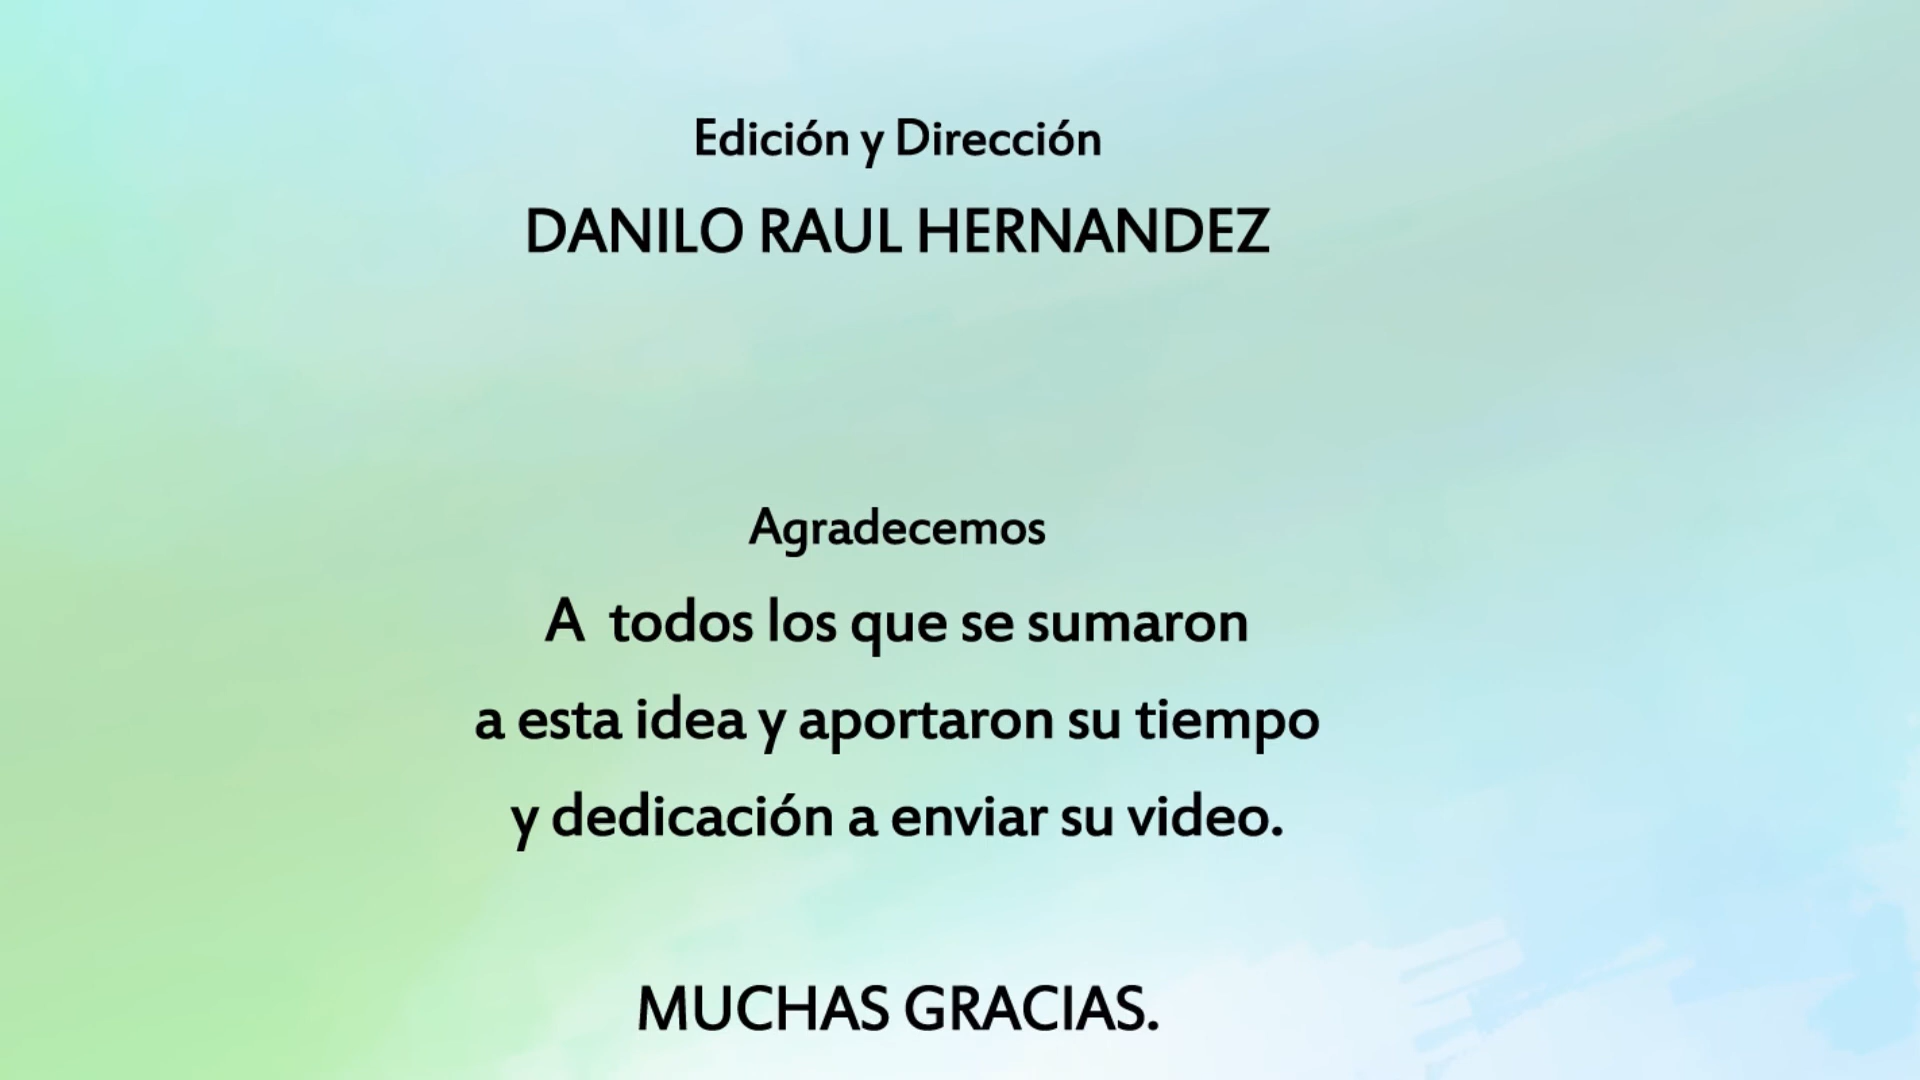 Edición y Dirección
DANILO RAUL HERNANDEZ
Agradecemos
A todos los que se sumaron
a esta idea y aportaron su tiempo
y dedicación a enviar su video.
MUCHAS GRACIAS.